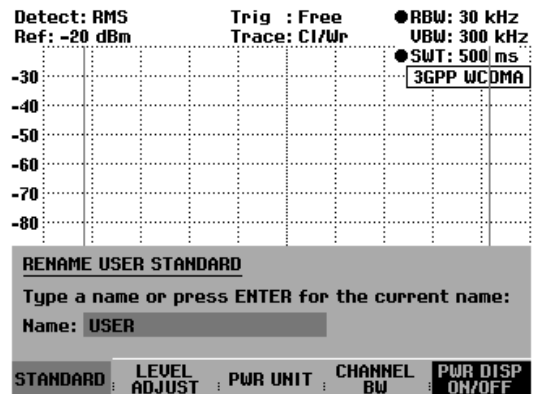 Detect: RMS Trig : Free ●RBW: 30 kHz
Ref: -20 dBm Trace: Cl/Wr VBW: 300 kHz
●SWT: 500 ms
-30 3GPP WCDMA
-40
-50
-60
-70
-80
RENAME USER STANDARD
Type a name or press ENTER for the current name:
Name: USER
STANDARD LEVEL ADJUST PWR UNIT CHANNEL BW PWR DISP ON/OFF